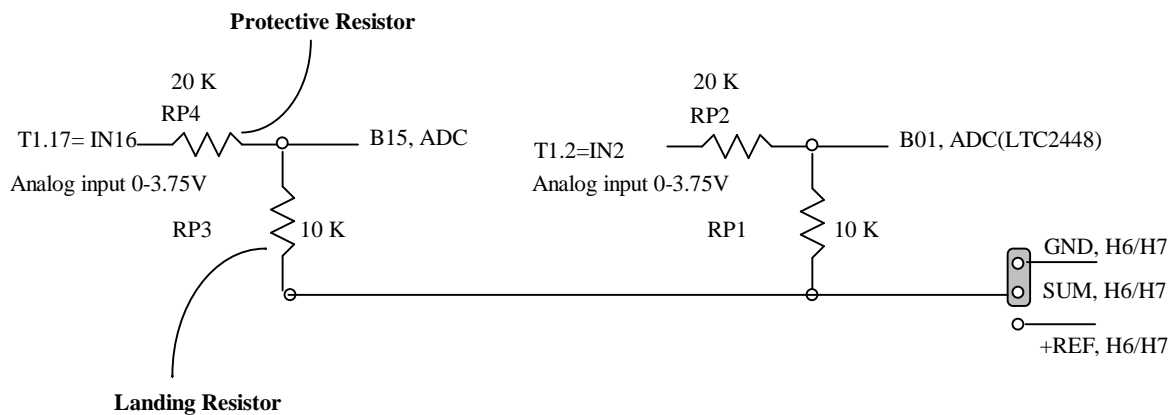 Protective Resistor
20 K
RP4
T1.17= IN16
B15, ADC
Analog input 0-3.75V
RP3
10 K
Landing Resistor
20 K
RP2
T1.2=IN2
B01, ADC(LTC2448)
Analog input 0-3.75V
RP1
10 K
GND, H6/H7
SUM, H6/H7
+REF, H6/H7